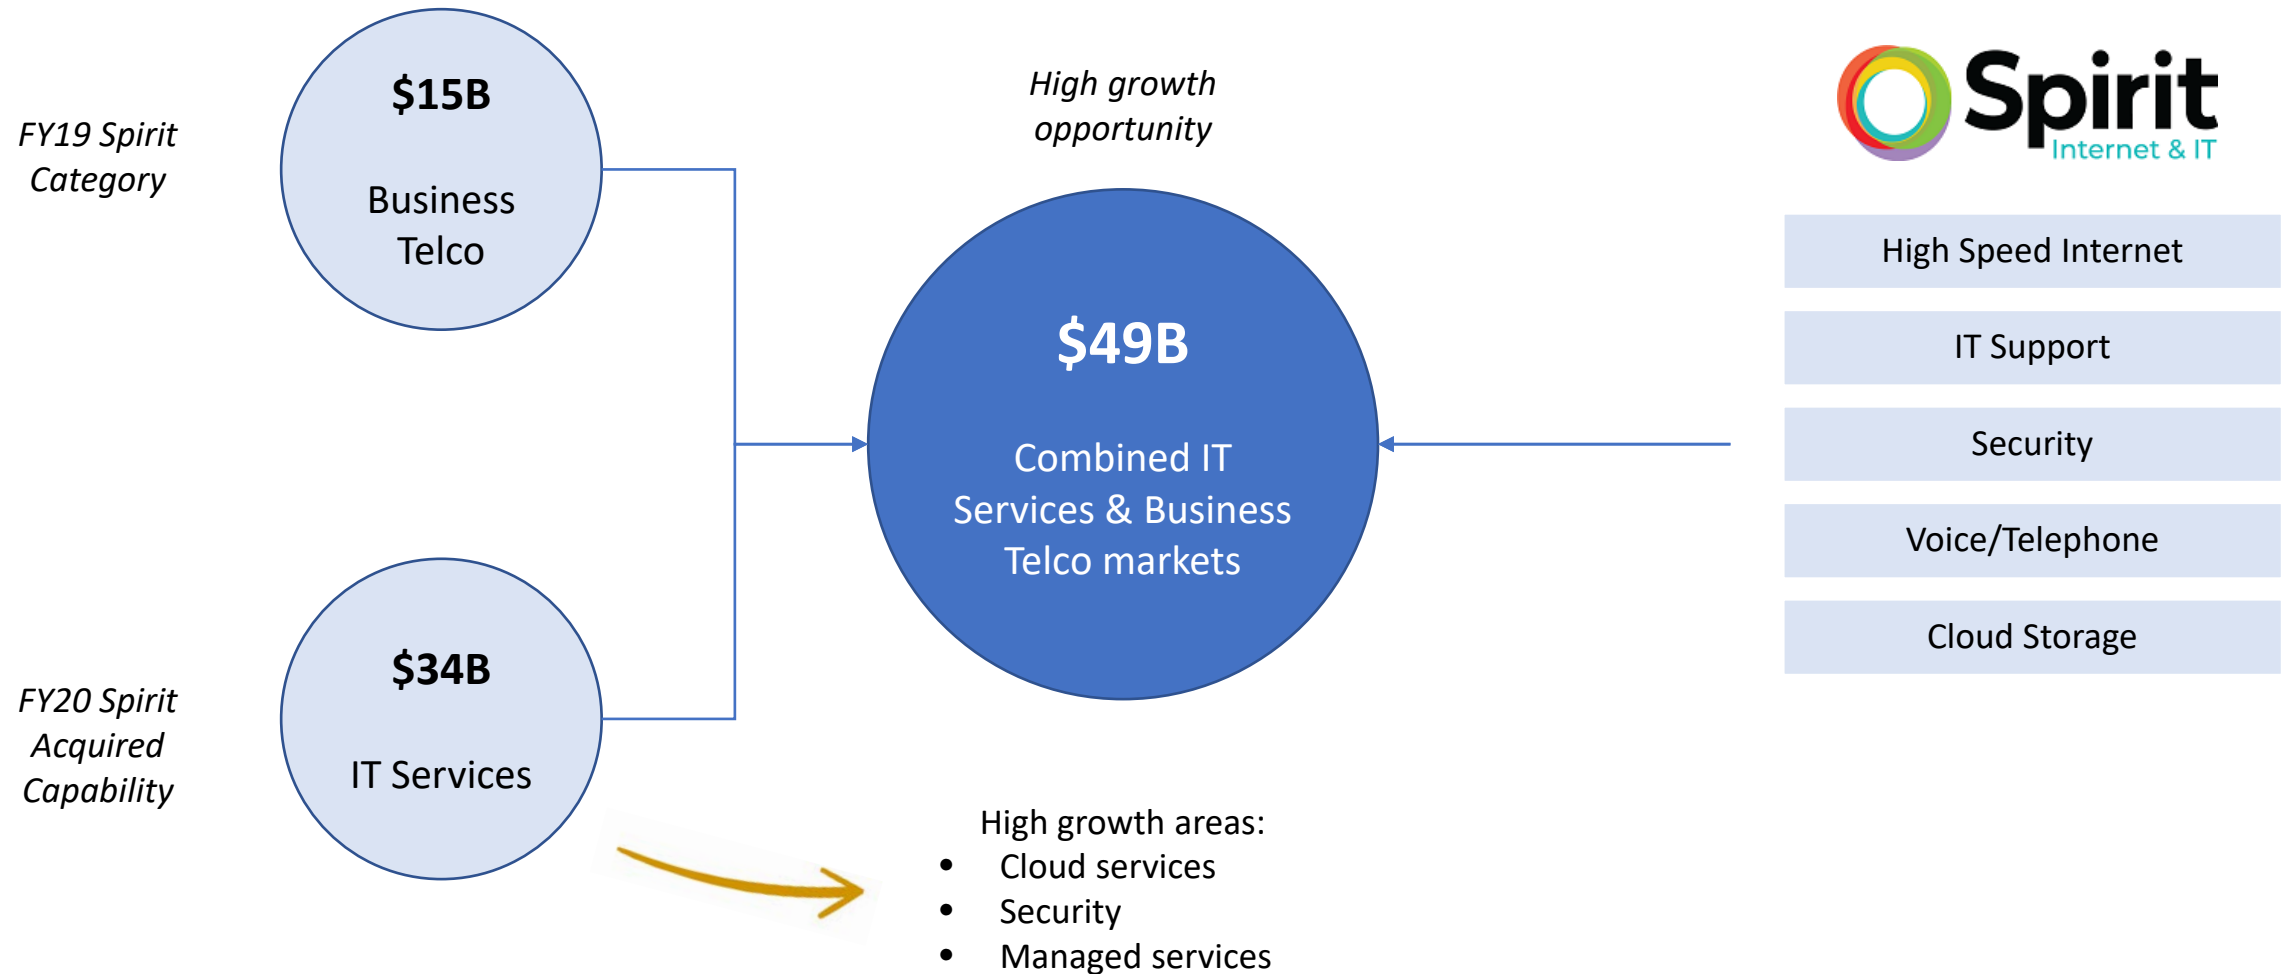 FY19 Spirit
Category
$15B
Business
Telco
FY20 Spirit
Acquired
Capability
$34B
IT Services
High growth
opportunity
$49B
Combined IT
Services & Business
Telco markets
High growth areas:
• Cloud services
• Security
• Managed services
Spirit
Internet & IT
High Speed Internet
IT Support
Security
Voice/Telephone
Cloud Storage